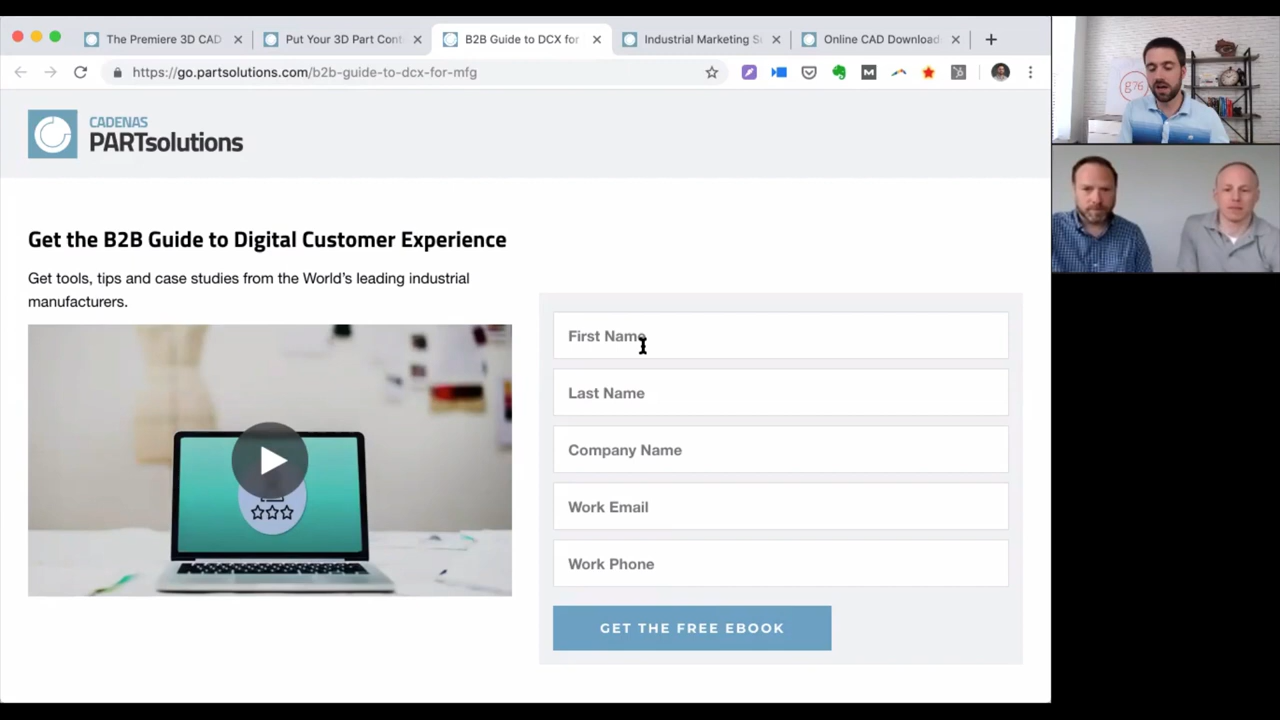 The Premiere 3D CAD
Put Your 3D Part Cont
B2B Guide to DCX for
Industrial Marketing S
Online CAD Download
https://go.partsolutions.com/b2b-guide-to-dcx-for-mfg
CADENAS
PARTsolutions
Get the B2B Guide to Digital Customer Experience
Get tools, tips and case studies from the World's leading industrial
manufacturers.
First Name
Last Name
Company Name
Work Email
Work Phone
GET THE FREE EBOOK
g76